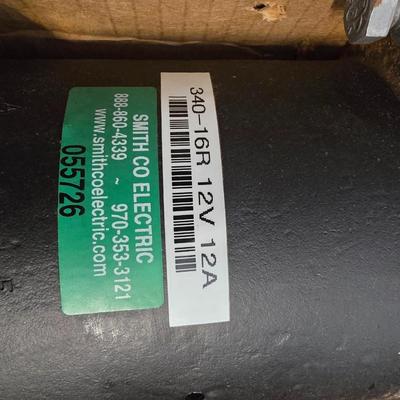 340-16R 12V 12A
SMITH CO ELECTRIC
888-860-4339 ~ 970-353-3121
www.smithcoelectric.com
055726